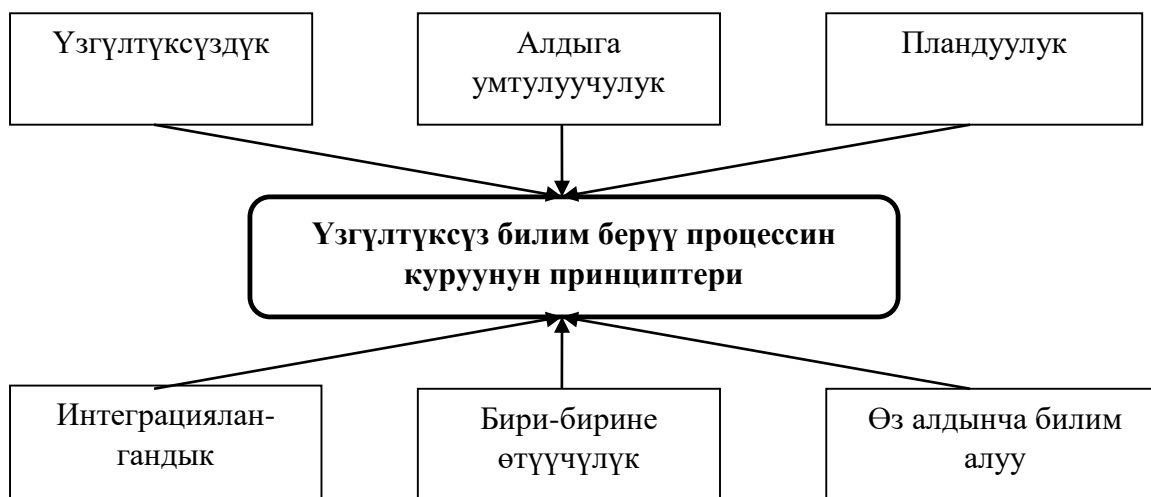 Үзгүлтүксүздүк
Алдыга
умтулуучулук
Пландуулук
Үзгүлтүксүз билим берүү процессин
куруунун принциптери
Интеграциялан-
гандык
Бири-бирине
өтүүчүлүк
Өз алдынча билим
алуу